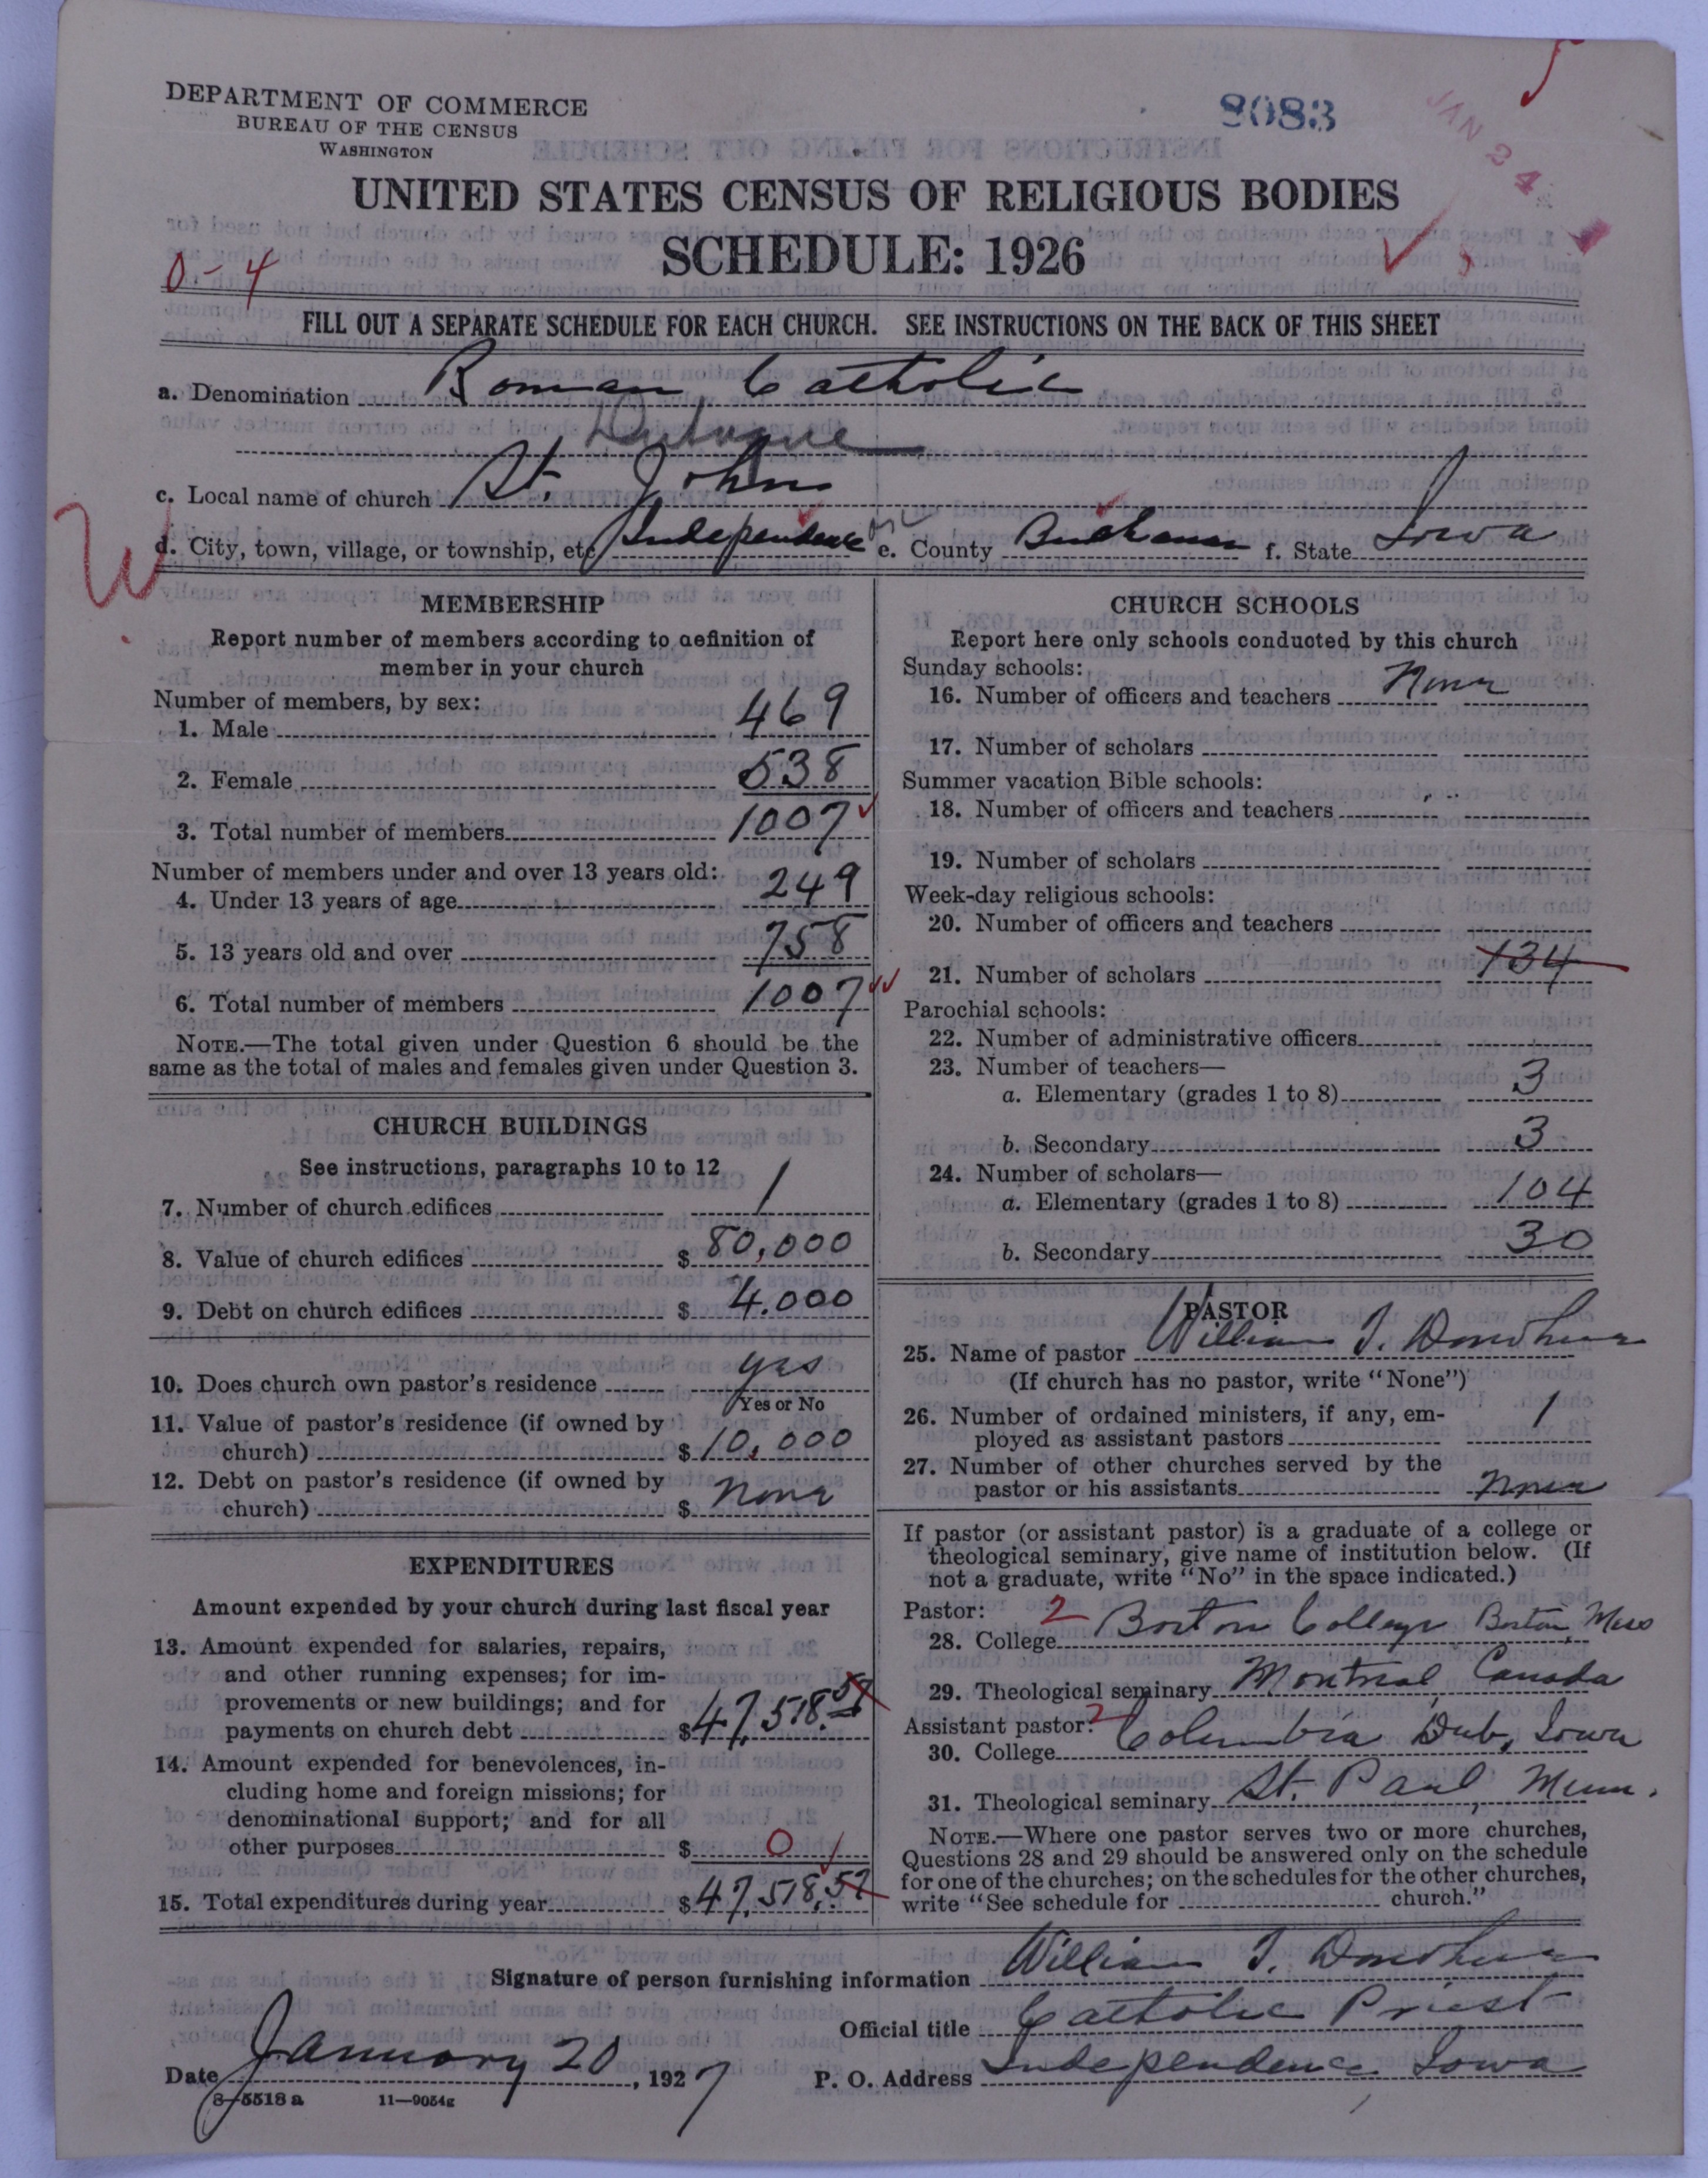 DEPARTMENT OF COMMERCE
BUREAU OF THE CENSUS
WASHINGTON
8083
JAN 24
UNITED STATES CENSUS OF RELIGIOUS BODIES
SCHEDULE: 1926
0-4
FILL OUT A SEPARATE SCHEDULE FOR EACH CHURCH. SEE INSTRUCTIONS ON THE BACK OF THIS SHEET
a. Denomination Roman Catholic
Dubuque
c. Local name of church St. Johns
d. City, town, village, or township, etc. Independence e. County Buchanan f. State Iowa
W
MEMBERSHIP
Report number of members according to definition of
member in your church
Number of members, by sex:
1. Male 469
2. Female 538
3. Total number of members 1007
Number of members under and over 13 years old:
4. Under 13 years of age 249
5. 13 years old and over 758
6. Total number of members 1007
NOTE.—The total given under Question 6 should be the
same as the total of males and females given under Question 3.
CHURCH BUILDINGS
See instructions, paragraphs 10 to 12
7. Number of church edifices 1
8. Value of church edifices $ 80,000
9. Debt on church edifices $ 4.000
10. Does church own pastor's residence yes
Yes or No
11. Value of pastor's residence (if owned by
church) $ 10,000
12. Debt on pastor's residence (if owned by
church) $ none
EXPENDITURES
Amount expended by your church during last fiscal year
13. Amount expended for salaries, repairs,
and other running expenses; for im-
provements or new buildings; and for
payments on church debt $ 47,518.57
14. Amount expended for benevolences, in-
cluding home and foreign missions; for
denominational support; and for all
other purposes $ 0
15. Total expenditures during year $ 47,518,57
CHURCH SCHOOLS
Report here only schools conducted by this church
Sunday schools:
16. Number of officers and teachers None
17. Number of scholars
Summer vacation Bible schools:
18. Number of officers and teachers
19. Number of scholars
Week-day religious schools:
20. Number of officers and teachers
21. Number of scholars 134
Parochial schools:
22. Number of administrative officers
23. Number of teachers—
a. Elementary (grades 1 to 8) 3
b. Secondary 3
24. Number of scholars—
a. Elementary (grades 1 to 8) 104
b. Secondary 30
PASTOR
25. Name of pastor William T. Donohue
(If church has no pastor, write "None")
26. Number of ordained ministers, if any, em-
ployed as assistant pastors 1
27. Number of other churches served by the
pastor or his assistants None
If pastor (or assistant pastor) is a graduate of a college or
theological seminary, give name of institution below. (If
not a graduate, write "No" in the space indicated.)
Pastor: 2
28. College Boston College Boston, Mass
29. Theological seminary Montreal, Canada
Assistant pastor: 2
30. College Columbia Dub, Iowa
31. Theological seminary St. Paul, Minn.
NOTE.—Where one pastor serves two or more churches,
Questions 28 and 29 should be answered only on the schedule
for one of the churches; on the schedules for the other churches,
write "See schedule for church."
Signature of person furnishing information William T. Donohue
Official title Catholic Priest
Date January 20, 1927 P. O. Address Independence, Iowa
8-5518 a 11—9054g